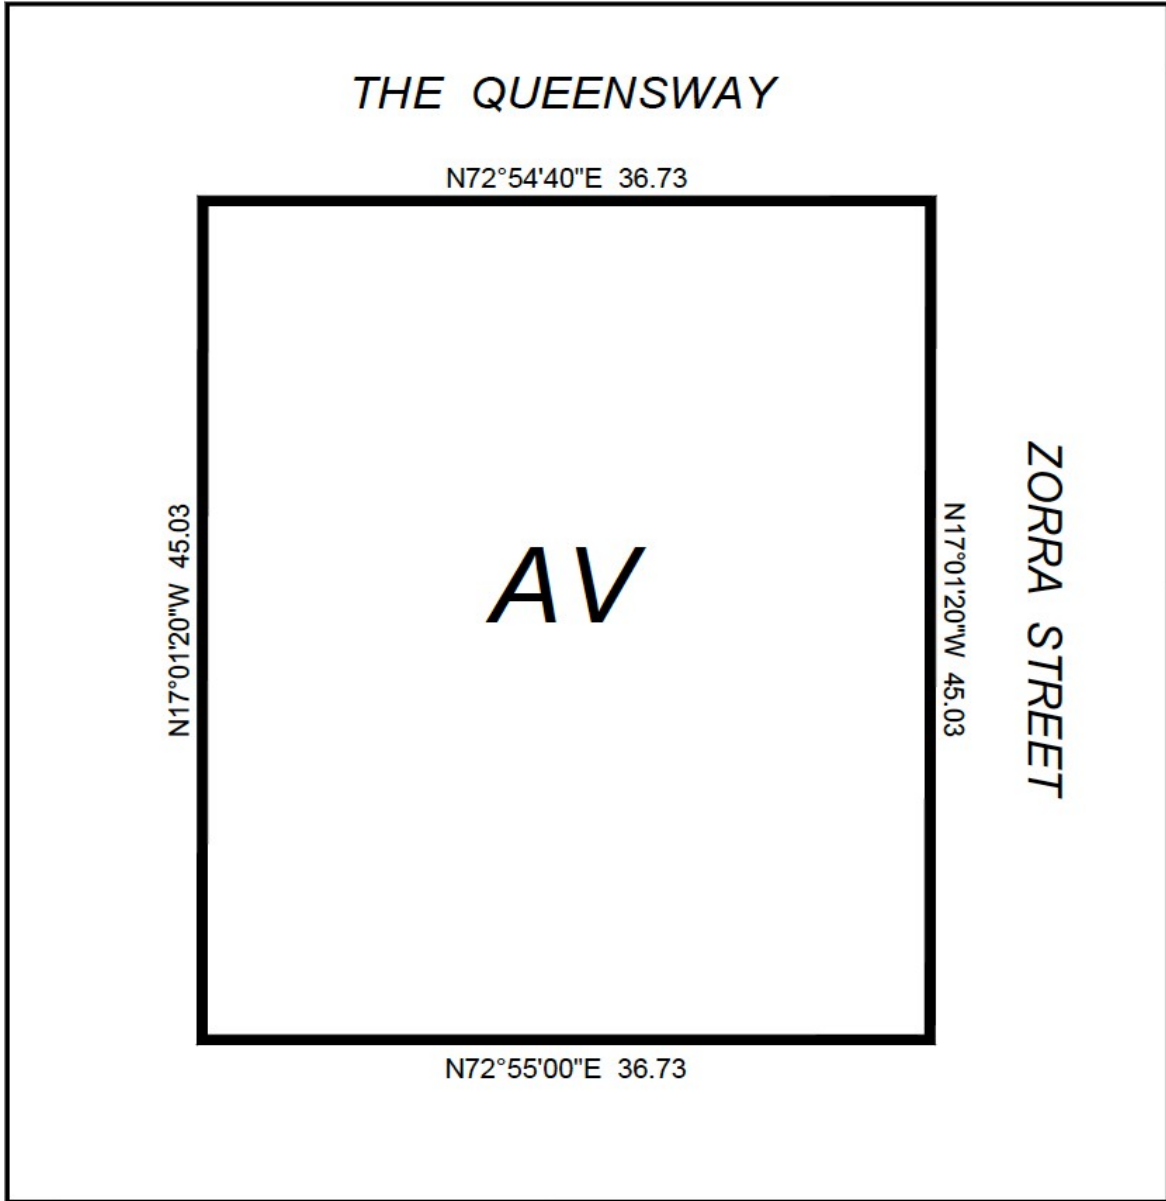 THE QUEENSWAY
N72°54'40"E 36.73
N17°01'20"W 45.03
AV
N17°01'20"W 45.03
ZORRA STREET
N72°55'00"E 36.73